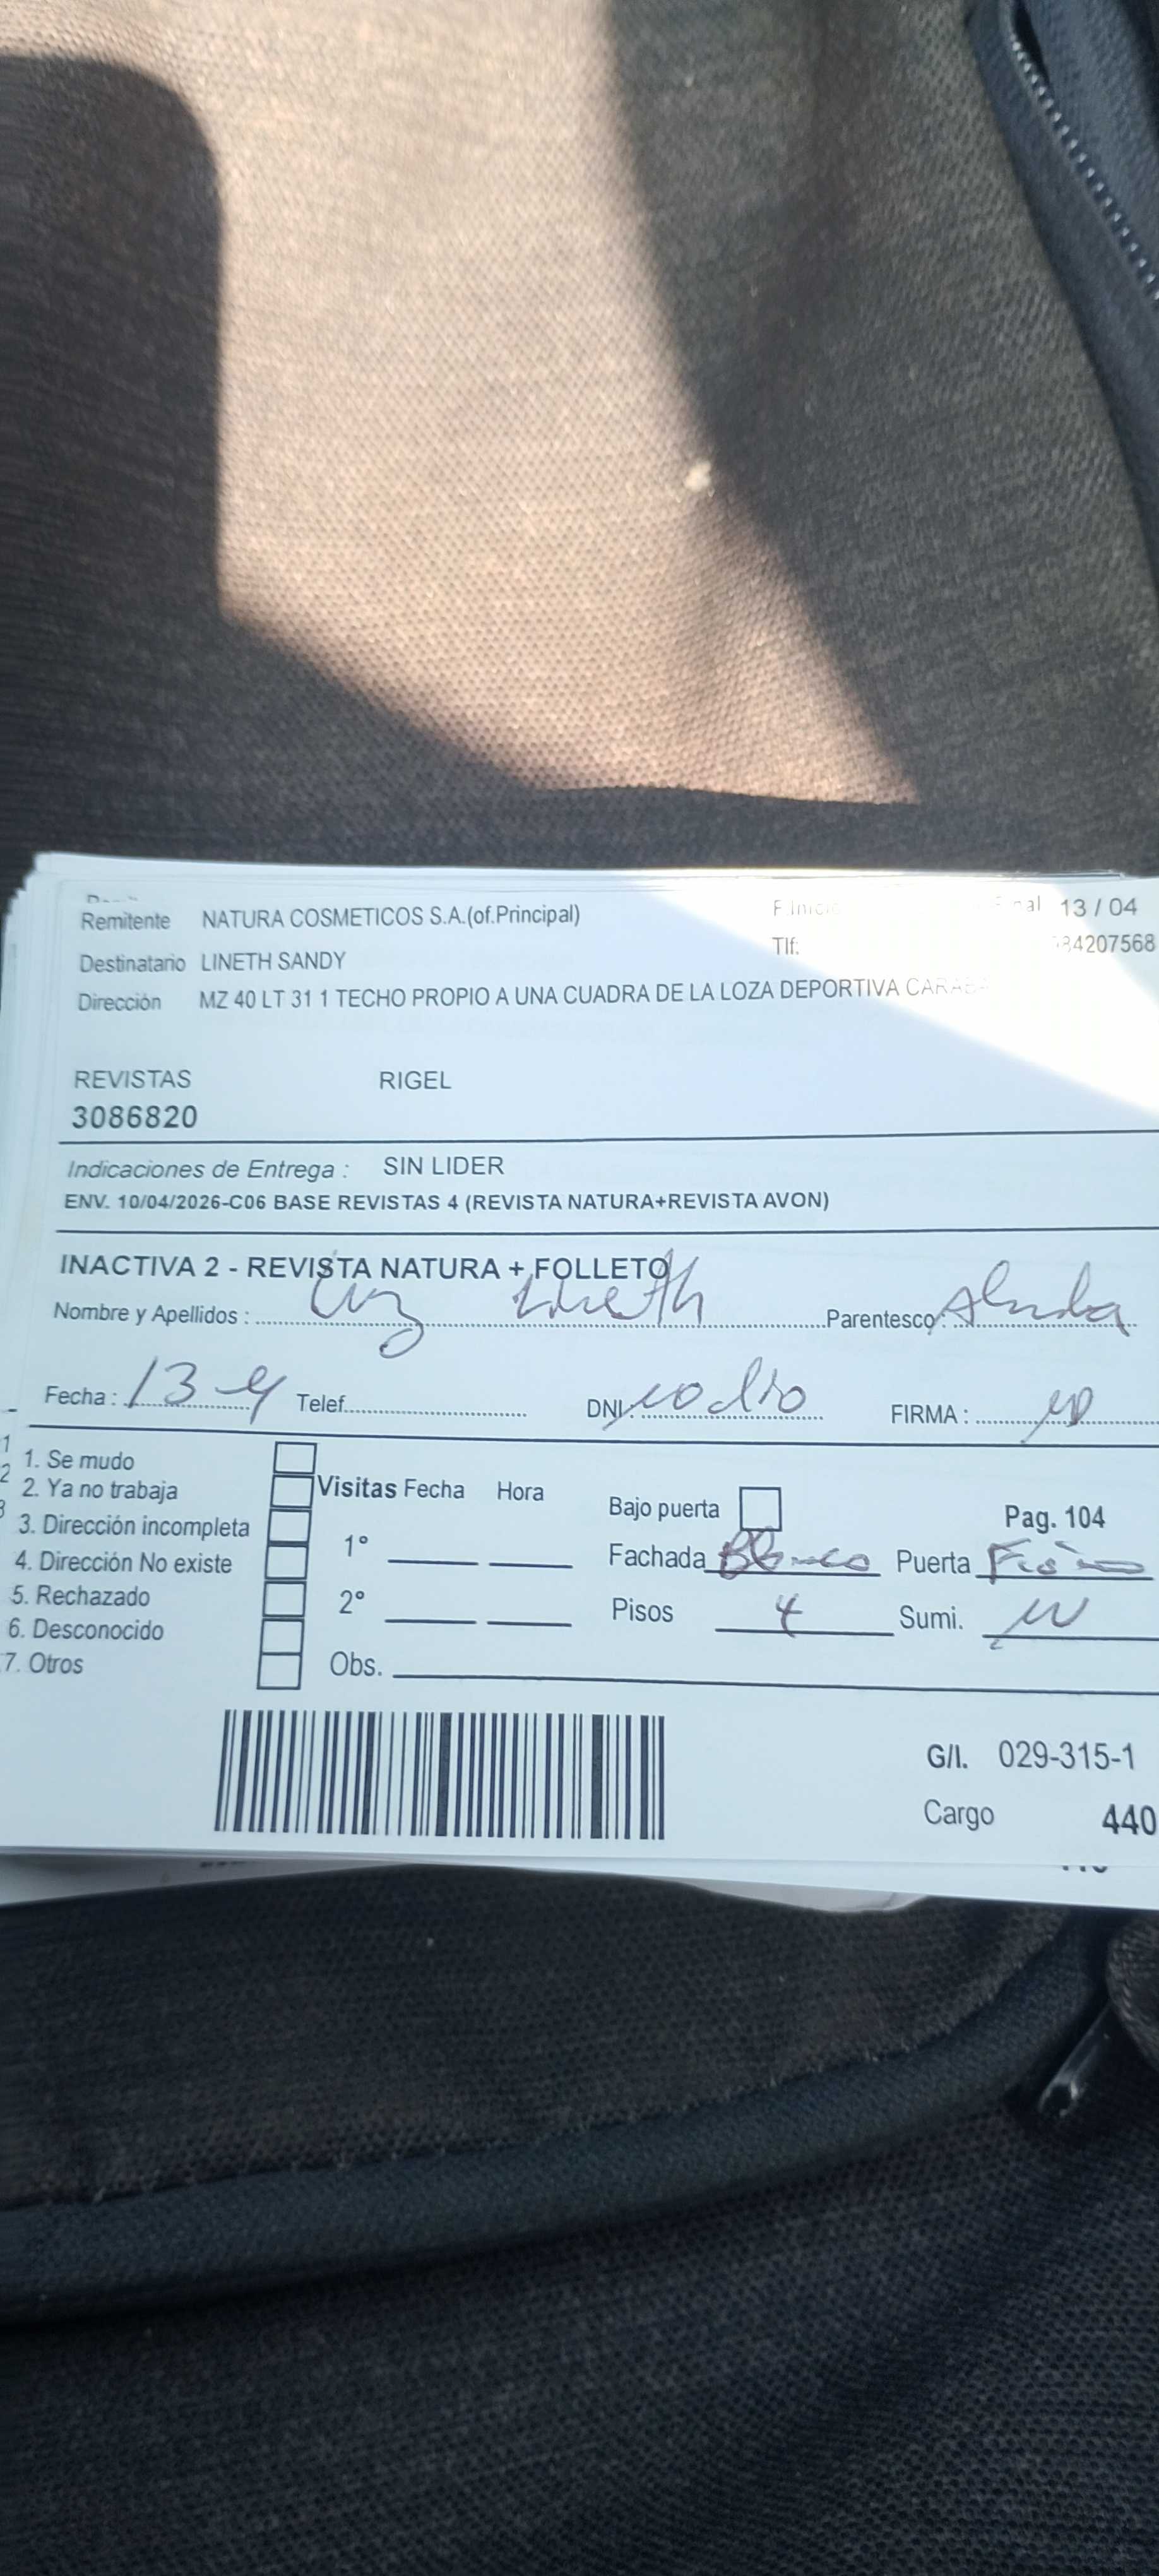 Remitente NATURA COSMETICOS S.A.(of.Principal) F.Inicio Final 13 / 04
Tlf: 84207568
Destinatario LINETH SANDY
Dirección MZ 40 LT 31 1 TECHO PROPIO A UNA CUADRA DE LA LOZA DEPORTIVA
REVISTAS RIGEL
3086820
Indicaciones de Entrega : SIN LIDER
ENV. 10/04/2026-C06 BASE REVISTAS 4 (REVISTA NATURA+REVISTA AVON)
INACTIVA 2 - REVISTA NATURA + FOLLETO
Nombre y Apellidos : Lineth Parentesco :
Fecha : 13 Telef. DNI: FIRMA :
1. Se mudo
2. Ya no trabaja
3. Dirección incompleta
4. Dirección No existe
5. Rechazado
6. Desconocido
7. Otros
Visitas Fecha Hora
1°
2°
Obs.
Bajo puerta
Fachada Blanco Puerta
Pisos 4 Sumi.
Pag. 104
G/I. 029-315-1
Cargo 440